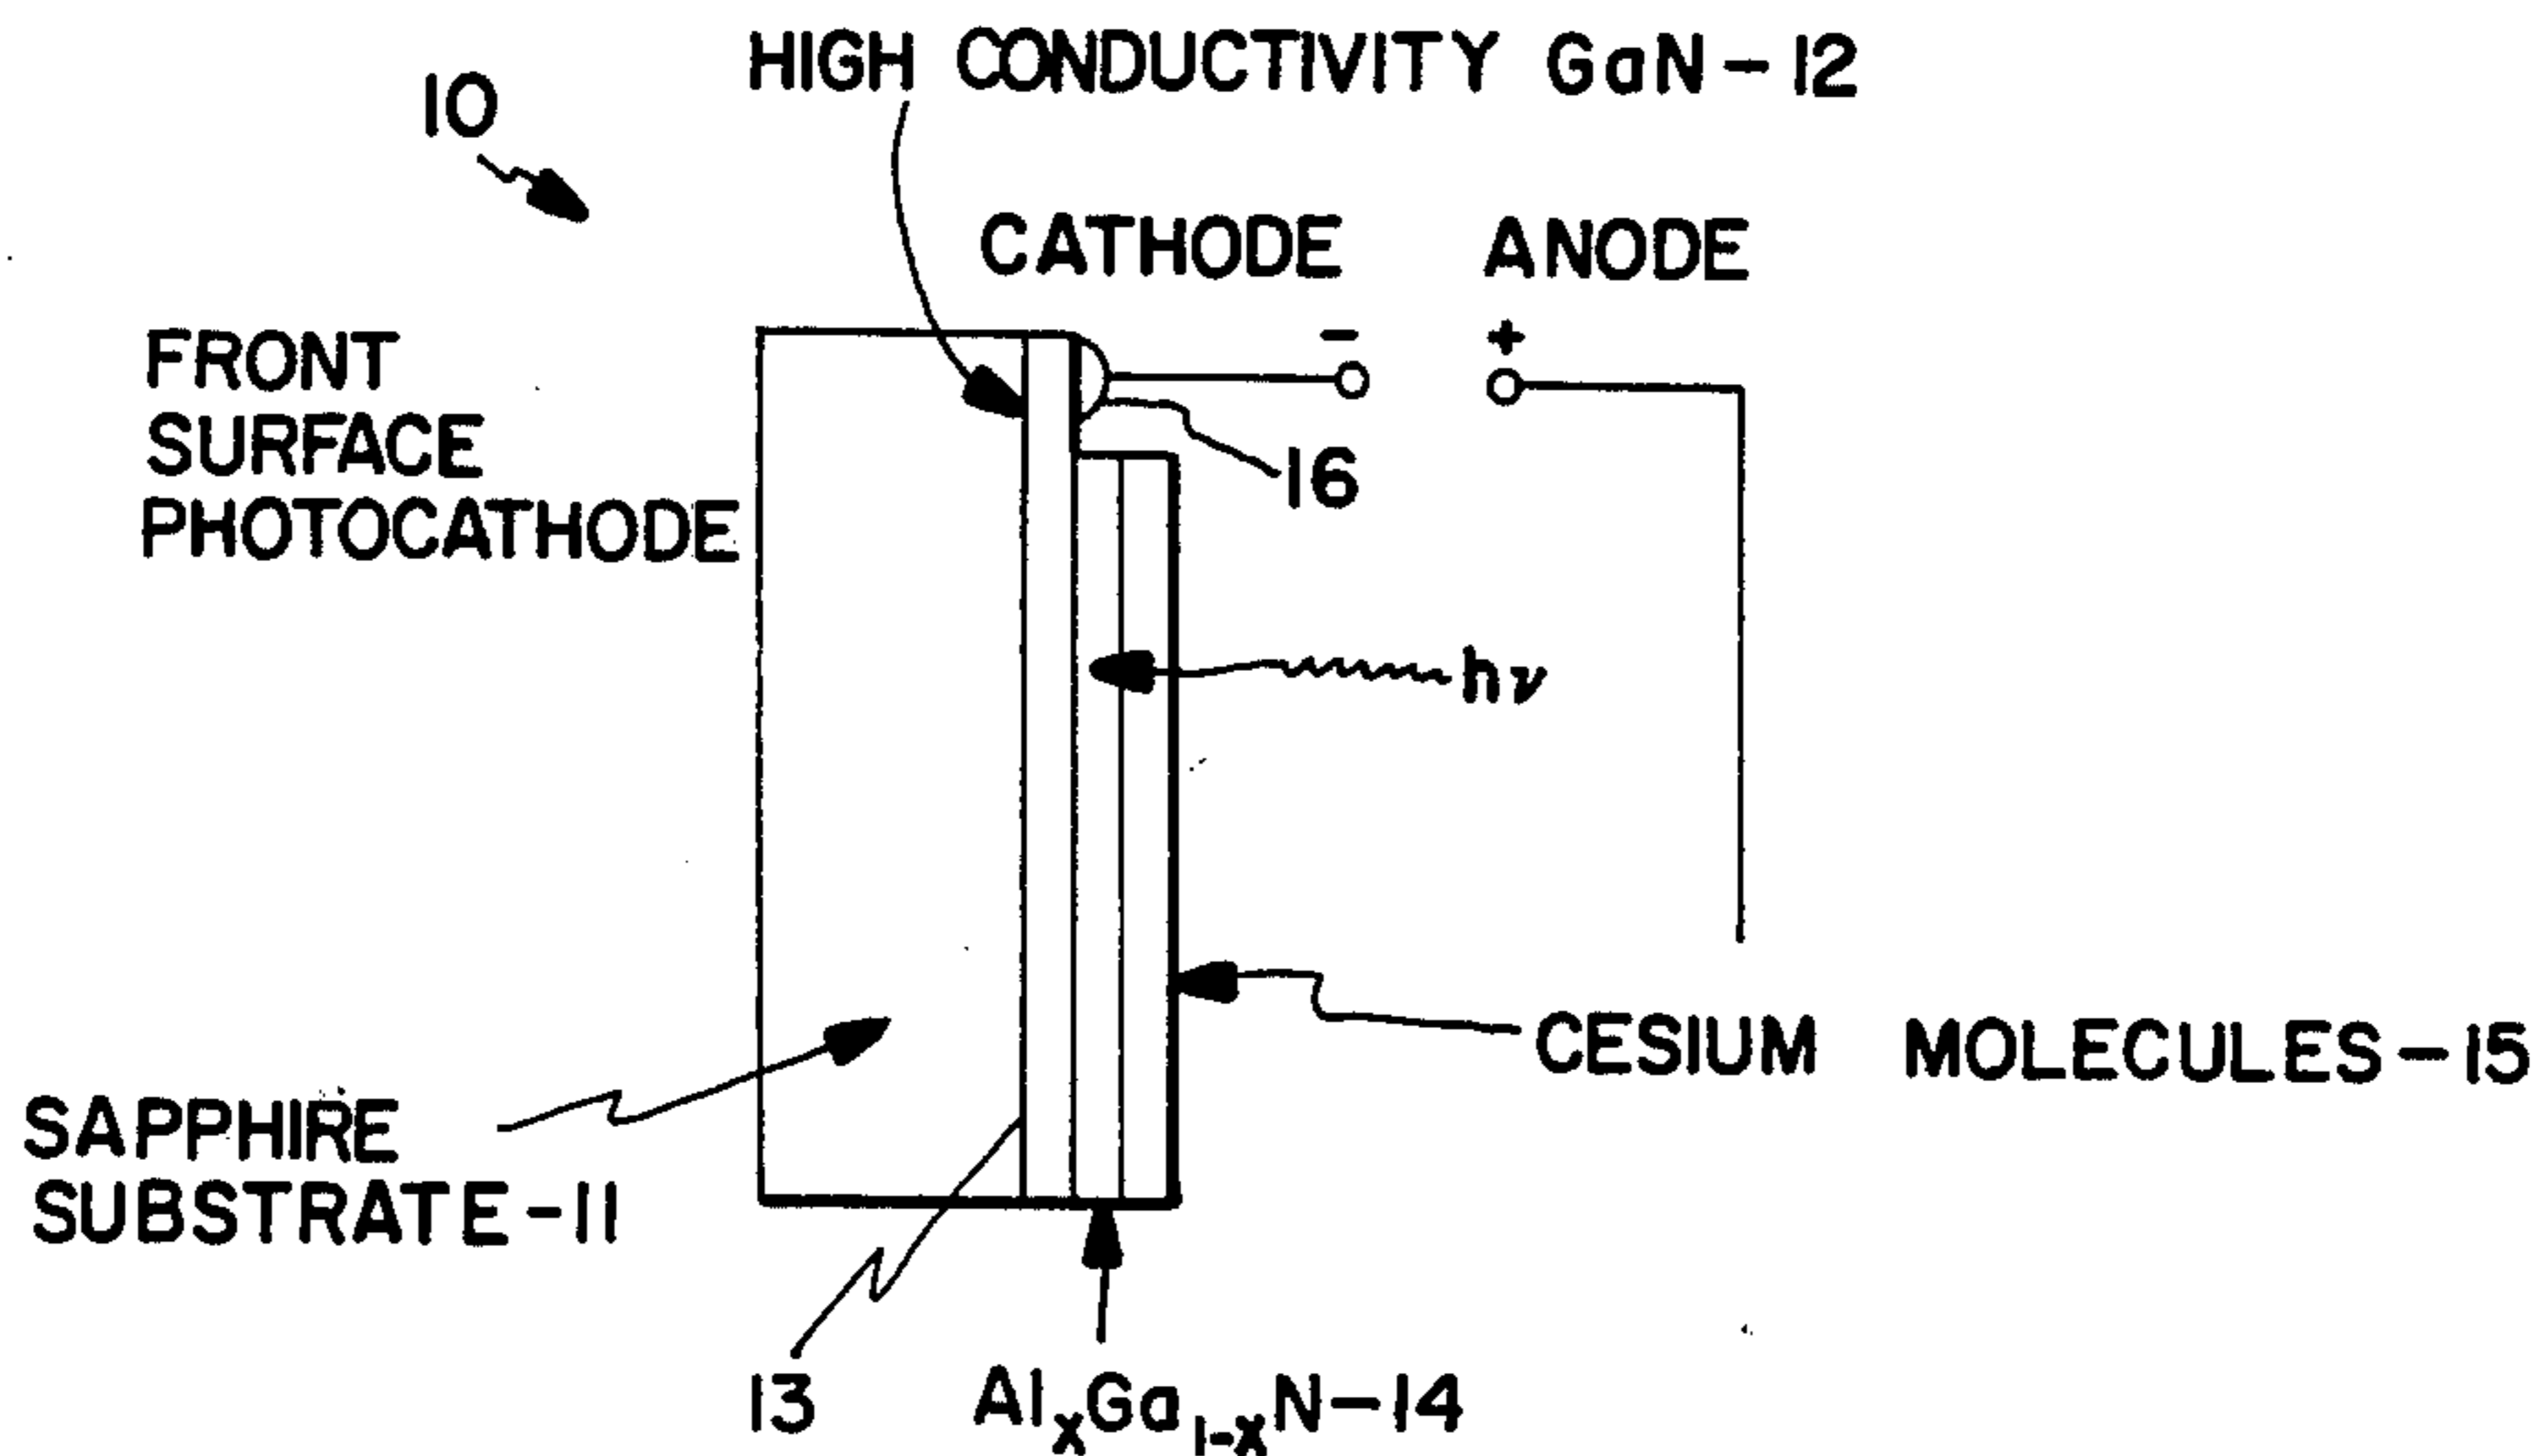 HIGH CONDUCTIVITY GaN-12
10
CATHODE ANODE
- +
FRONT
SURFACE
PHOTOCATHODE
16
hν
CESIUM MOLECULES-15
SAPPHIRE
SUBSTRATE-11
13
AlxGa1-xN-14